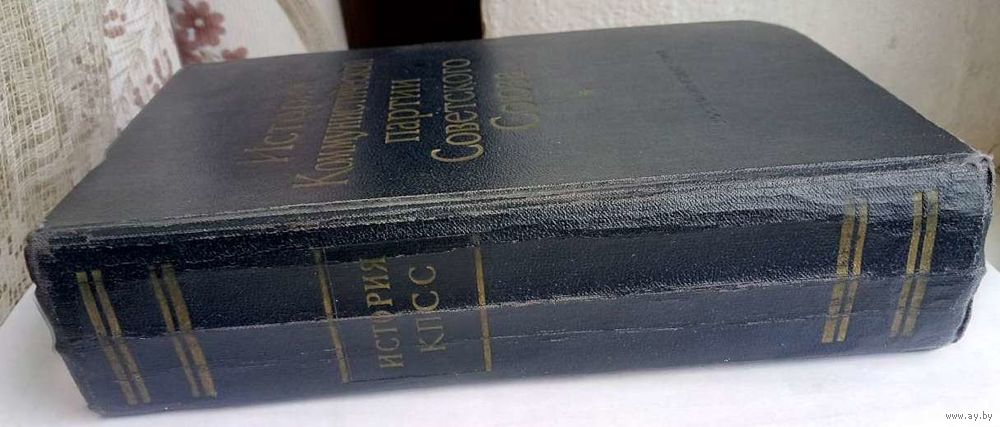 История
Коммунистической
партии
Советского
Союза
ИСТОРИЯ
КПСС
www.ay.by